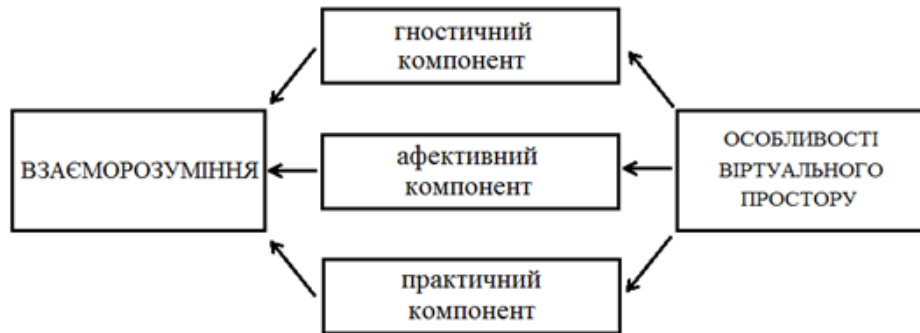 гностичний
компонент
ВЗАЄМОРОЗУМІННЯ
афективний
компонент
ОСОБЛИВОСТІ
ВІРТУАЛЬНОГО
ПРОСТОРУ
практичний
компонент